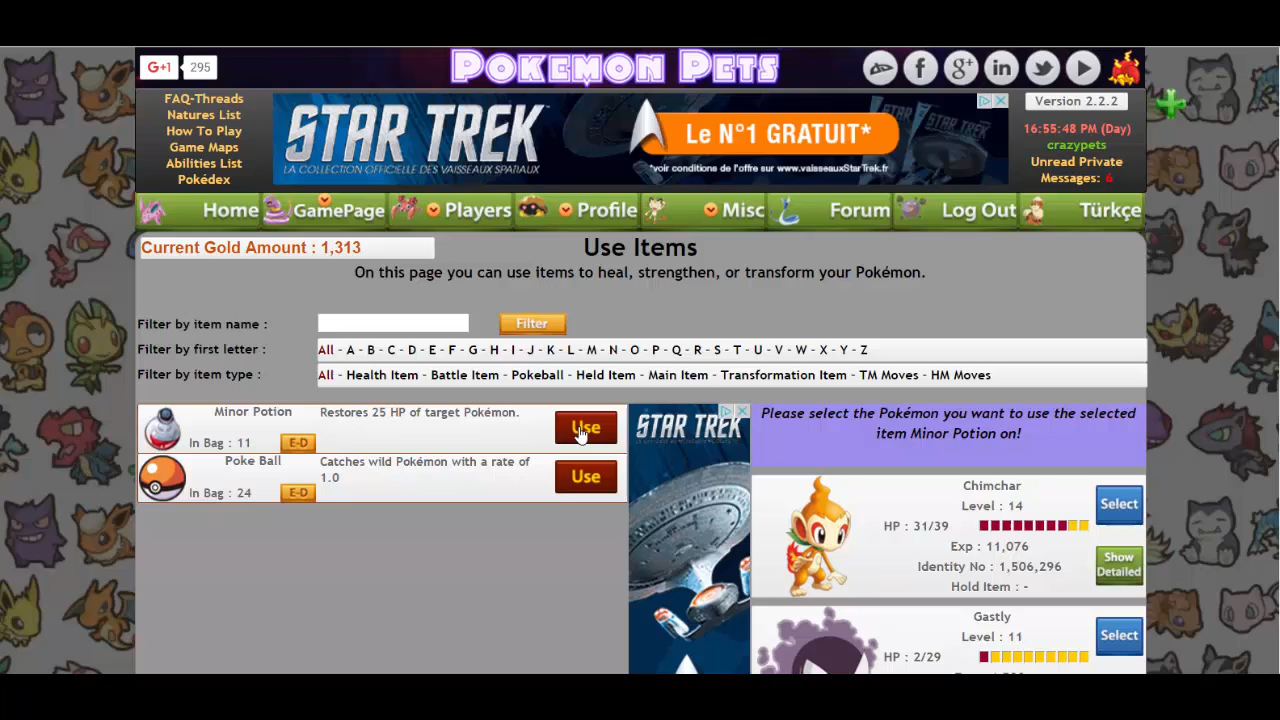 G+1 295
POKEMON PETS
in
FAQ-Threads
Natures List
How To Play
Game Maps
Abilities List
Pokédex
STAR TREK™
LA COLLECTION OFFICIELLE DES VAISSEAUX SPATIAUX
Le N°1 GRATUIT*
*voir conditions de l'offre sur www.vaisseauxStarTrek.fr
Version 2.2.2
16:55:48 PM (Day)
crazypets
Unread Private
Messages: 6
Home GamePage Players Profile Misc Forum Log Out Türkçe
Current Gold Amount : 1,313
Use Items
On this page you can use items to heal, strengthen, or transform your Pokémon.
Filter by item name : Filter
Filter by first letter : All - A - B - C - D - E - F - G - H - I - J - K - L - M - N - O - P - Q - R - S - T - U - V - W - X - Y - Z
Filter by item type : All - Health Item - Battle Item - Pokeball - Held Item - Main Item - Transformation Item - TM Moves - HM Moves
Minor Potion
Restores 25 HP of target Pokémon.
In Bag : 11 E-D
Use
Poke Ball
Catches wild Pokémon with a rate of
1.0
In Bag : 24 E-D
Use
STAR TREK
Please select the Pokémon you want to use the selected
item Minor Potion on!
Chimchar
Level : 14
HP : 31/39
Exp : 11,076
Identity No : 1,506,296
Hold Item : -
Select
Show
Detailed
Gastly
Level : 11
HP : 2/29
Select